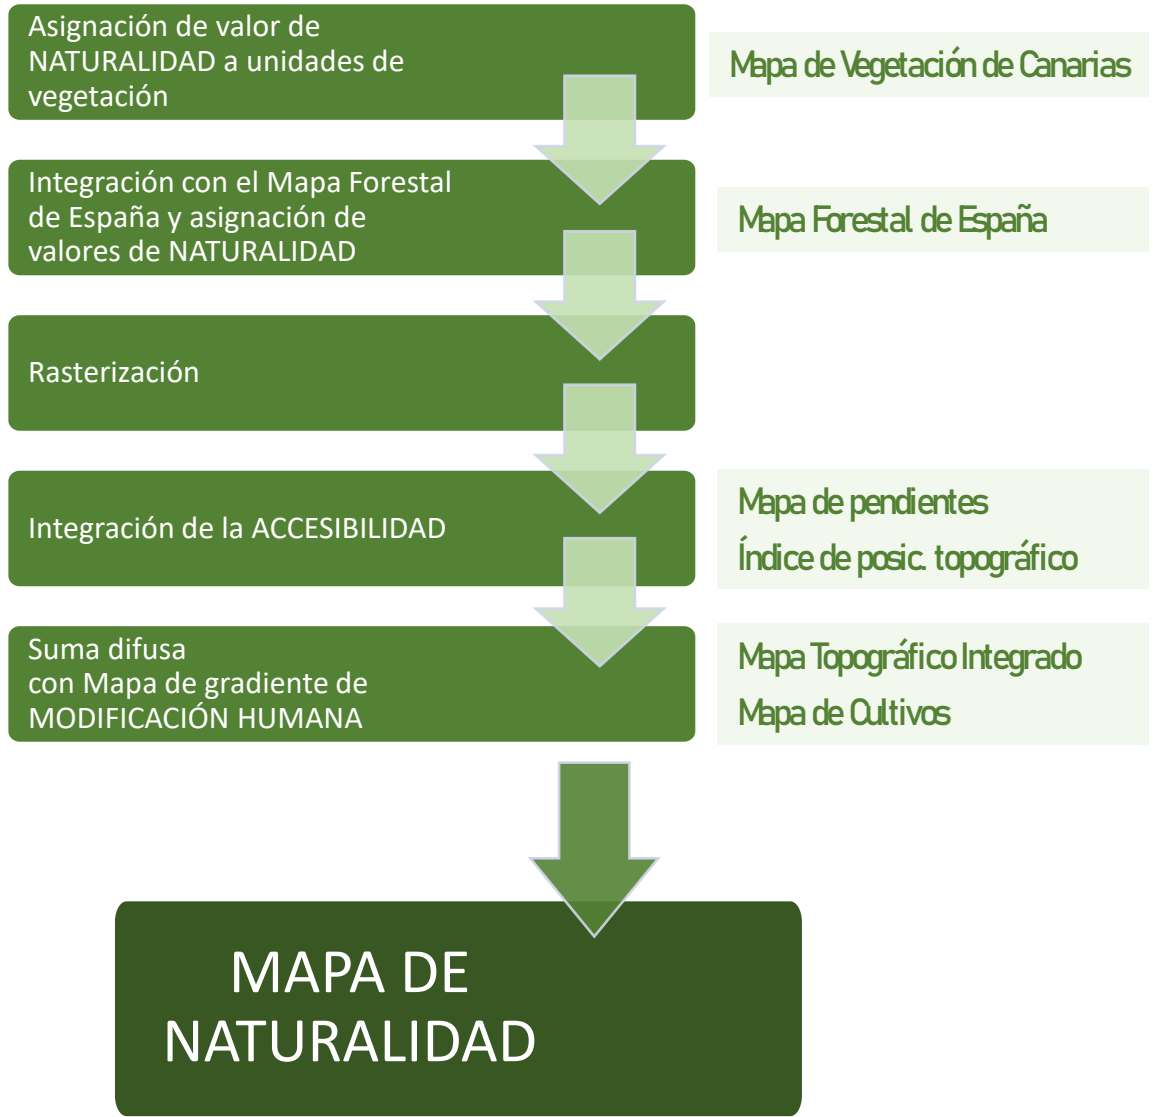 Asignación de valor de
NATURALIDAD a unidades de
vegetación
Mapa de Vegetación de Canarias
Integración con el Mapa Forestal
de España y asignación de
valores de NATURALIDAD
Mapa Forestal de España
Rasterización
Integración de la ACCESIBILIDAD
Mapa de pendientes
Índice de posic. topográfico
Suma difusa
con Mapa de gradiente de
MODIFICACIÓN HUMANA
Mapa Topográfico Integrado
Mapa de Cultivos
MAPA DE
NATURALIDAD